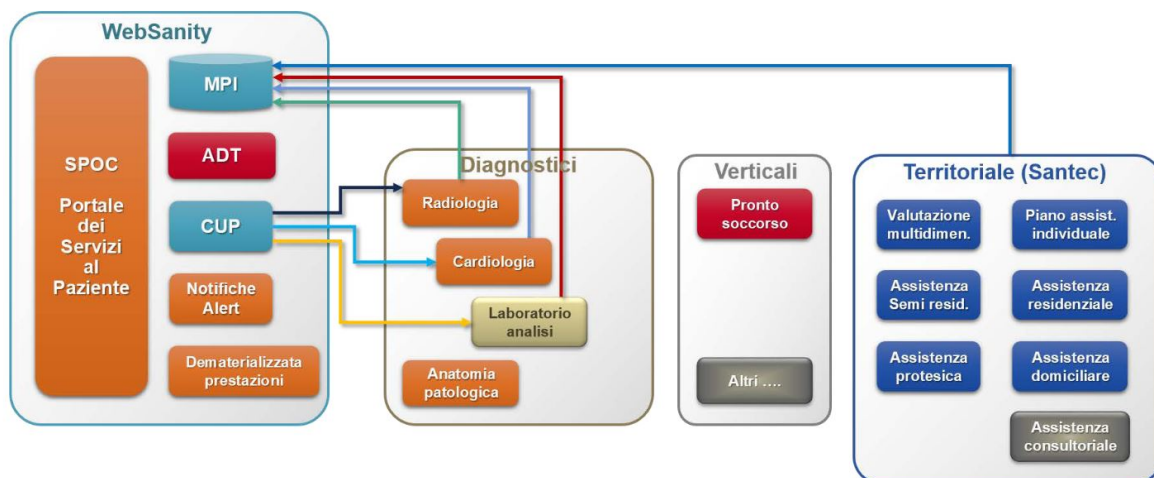 WebSanity
SPOC
Portale
dei
Servizi
al
Paziente
MPI
ADT
CUP
Notifiche
Alert
Dematerializzata
prestazioni
Diagnostici
Radiologia
Cardiologia
Laboratorio
analisi
Anatomia
patologica
Verticali
Pronto
soccorso
Altri ....
Territoriale (Santec)
Valutazione
multidimen.
Piano assist.
individuale
Assistenza
Semi resid.
Assistenza
residenziale
Assistenza
protesica
Assistenza
domiciliare
Assistenza
consultoriale